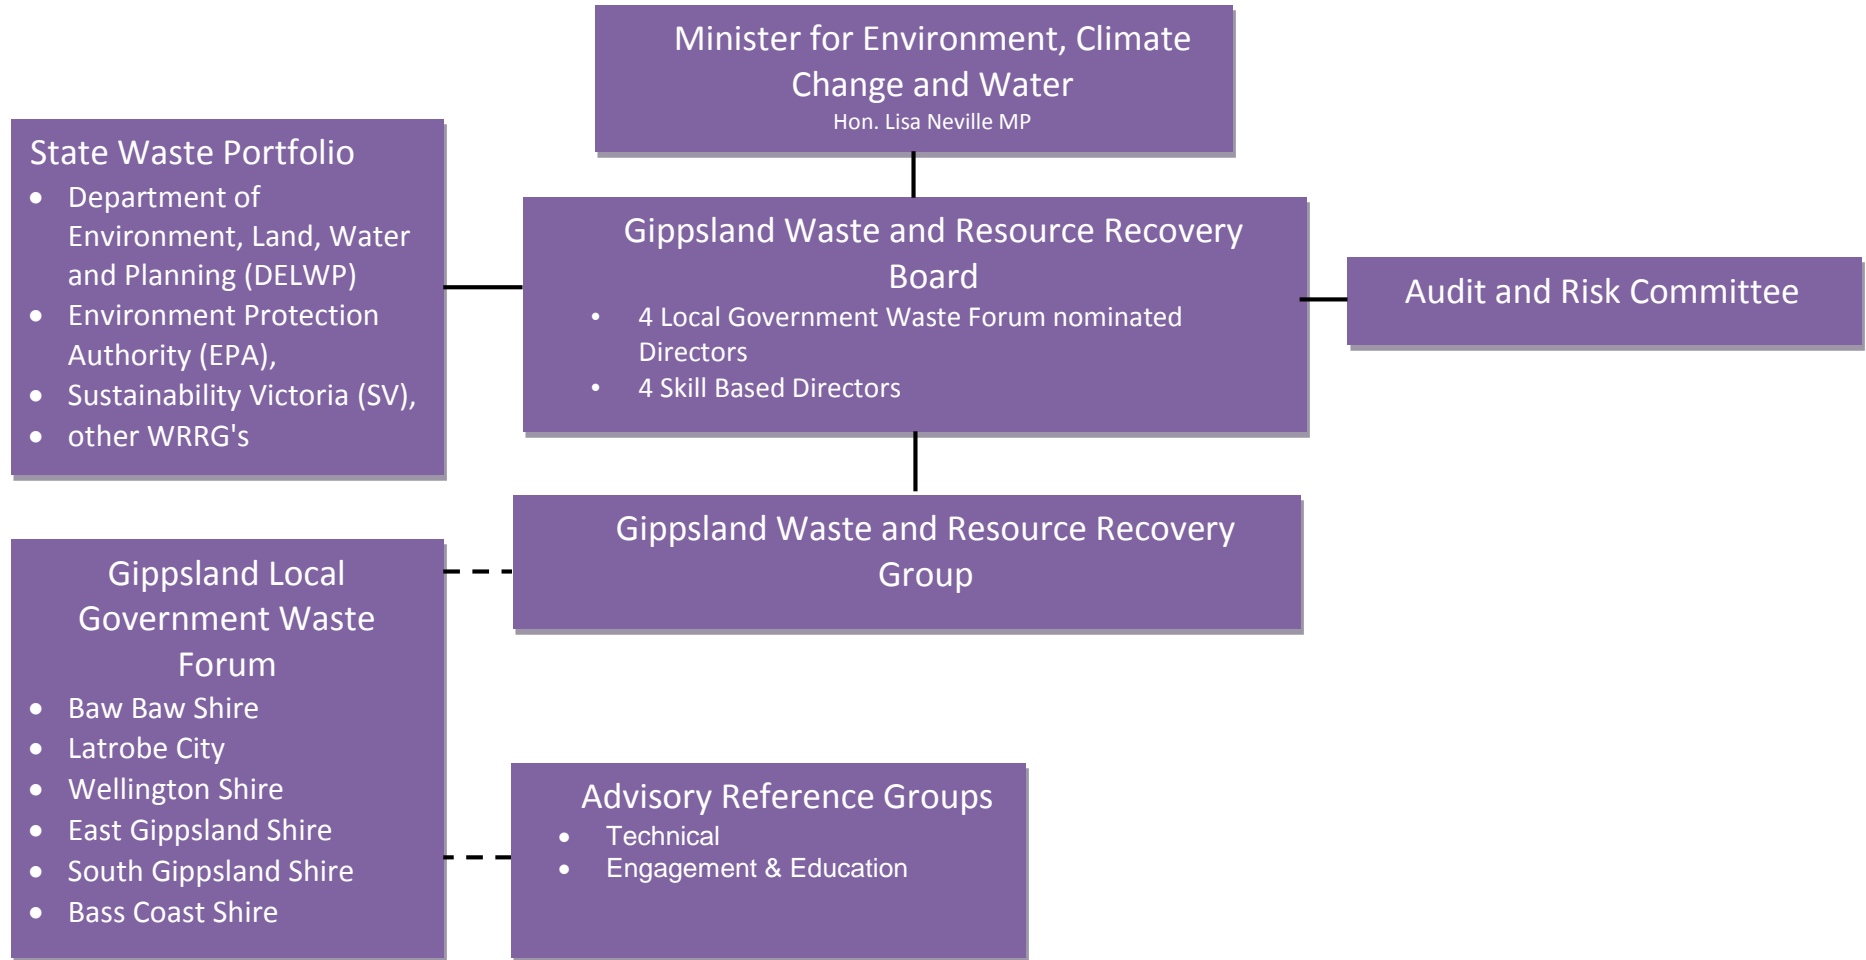 Minister for Environment, Climate
Change and Water
Hon. Lisa Neville MP
State Waste Portfolio
• Department of
Environment, Land, Water
and Planning (DELWP)
• Environment Protection
Authority (EPA),
• Sustainability Victoria (SV),
• other WRRG's
Gippsland Waste and Resource Recovery
Board
• 4 Local Government Waste Forum nominated
Directors
• 4 Skill Based Directors
Audit and Risk Committee
Gippsland Waste and Resource Recovery
Group
Gippsland Local
Government Waste
Forum
• Baw Baw Shire
• Latrobe City
• Wellington Shire
• East Gippsland Shire
• South Gippsland Shire
• Bass Coast Shire
Advisory Reference Groups
• Technical
• Engagement & Education